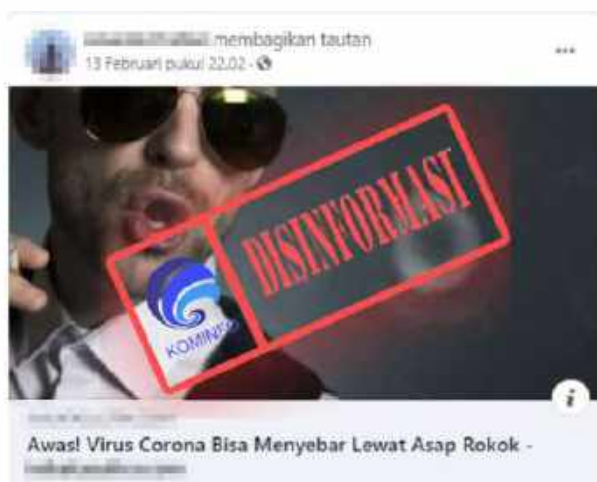 membagikan tautan
13 Februari pukul 22.02 ·
DISINFORMASI
KOMINFO
i
Awas! Virus Corona Bisa Menyebar Lewat Asap Rokok -